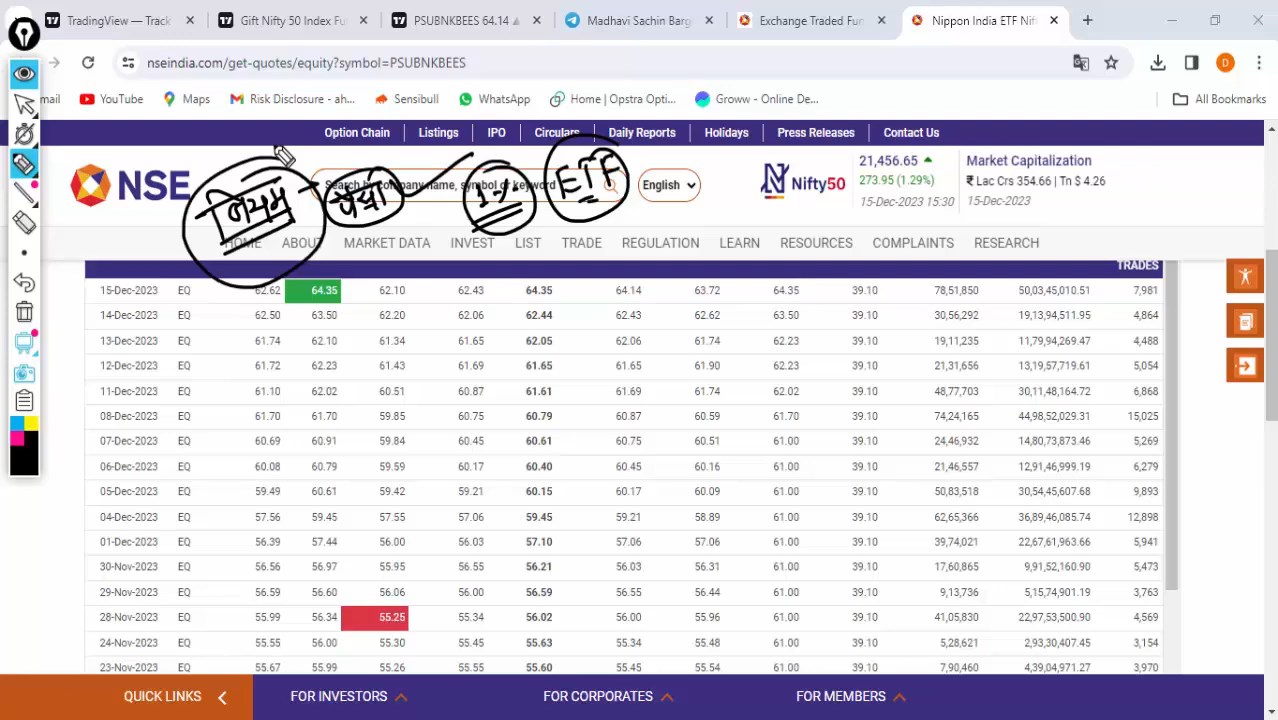 TradingView — Track
Gift Nifty 50 Index Fu
PSUBNKBEES 64.14
Madhavi Sachin Barg
Exchange Traded Fun
Nippon India ETF Nif
nseindia.com/get-quotes/equity?symbol=PSUBNKBEES
mail YouTube Maps Risk Disclosure - ah... Sensibull WhatsApp Home | Opstra Opti... Groww - Online De... All Bookmarks
Option Chain Listings IPO Circulars Daily Reports Holidays Press Releases Contact Us
NSE
Search by company name, symbol or keyword
English
Nifty50
21,456.65
273.95 (1.29%)
15-Dec-2023 15:30
Market Capitalization
₹ Lac Crs 354.66 | Tn $ 4.26
15-Dec-2023
नियम
ETF
HOME ABOUT MARKET DATA INVEST LIST TRADE REGULATION LEARN RESOURCES COMPLAINTS RESEARCH
TRADES
15-Dec-2023 EQ 62.62 64.35 62.10 62.43 64.35 64.14 63.72 64.35 39.10 78,51,850 50,03,45,010.51 7,981
14-Dec-2023 EQ 62.50 63.50 62.20 62.06 62.44 62.43 62.62 63.50 39.10 30,56,292 19,13,94,511.95 4,864
13-Dec-2023 EQ 61.74 62.10 61.34 61.65 62.05 62.06 61.74 62.23 39.10 19,11,235 11,79,94,269.47 4,488
12-Dec-2023 EQ 61.72 62.23 61.43 61.69 61.65 61.65 61.90 62.23 39.10 21,31,656 13,19,57,719.61 5,054
11-Dec-2023 EQ 61.10 62.02 60.51 60.87 61.61 61.69 61.74 62.02 39.10 48,77,703 30,11,48,164.72 6,868
08-Dec-2023 EQ 61.70 61.70 59.85 60.75 60.79 60.87 60.59 61.70 39.10 74,24,165 44,98,52,029.31 15,025
07-Dec-2023 EQ 60.69 60.91 59.84 60.45 60.61 60.75 60.51 61.00 39.10 24,46,932 14,80,73,873.46 5,269
06-Dec-2023 EQ 60.08 60.79 59.59 60.17 60.40 60.45 60.16 61.00 39.10 21,46,557 12,91,46,999.19 6,279
05-Dec-2023 EQ 59.49 60.61 59.42 59.21 60.15 60.17 60.09 61.00 39.10 50,83,518 30,54,45,607.68 9,893
04-Dec-2023 EQ 57.56 59.45 57.55 57.06 59.45 59.21 58.89 61.00 39.10 62,65,366 36,89,46,085.74 12,898
01-Dec-2023 EQ 56.39 57.44 56.00 56.03 57.10 57.06 57.06 61.00 39.10 39,74,021 22,67,61,963.66 5,941
30-Nov-2023 EQ 56.56 56.97 55.95 56.55 56.21 56.03 56.31 61.00 39.10 17,60,865 9,91,52,160.90 5,473
29-Nov-2023 EQ 56.59 56.60 56.06 56.00 56.59 56.55 56.44 61.00 39.10 9,13,736 5,15,74,901.19 3,763
28-Nov-2023 EQ 55.99 56.34 55.25 55.34 56.02 56.00 55.96 61.00 39.10 41,05,830 22,97,53,500.90 4,569
24-Nov-2023 EQ 55.55 56.00 55.30 55.45 55.63 55.34 55.48 61.00 39.10 5,28,621 2,93,30,407.45 3,154
23-Nov-2023 EQ 55.67 55.99 55.26 55.55 55.60 55.45 55.54 61.00 39.10 7,90,460 4,39,04,971.27 3,970
QUICK LINKS FOR INVESTORS FOR CORPORATES FOR MEMBERS